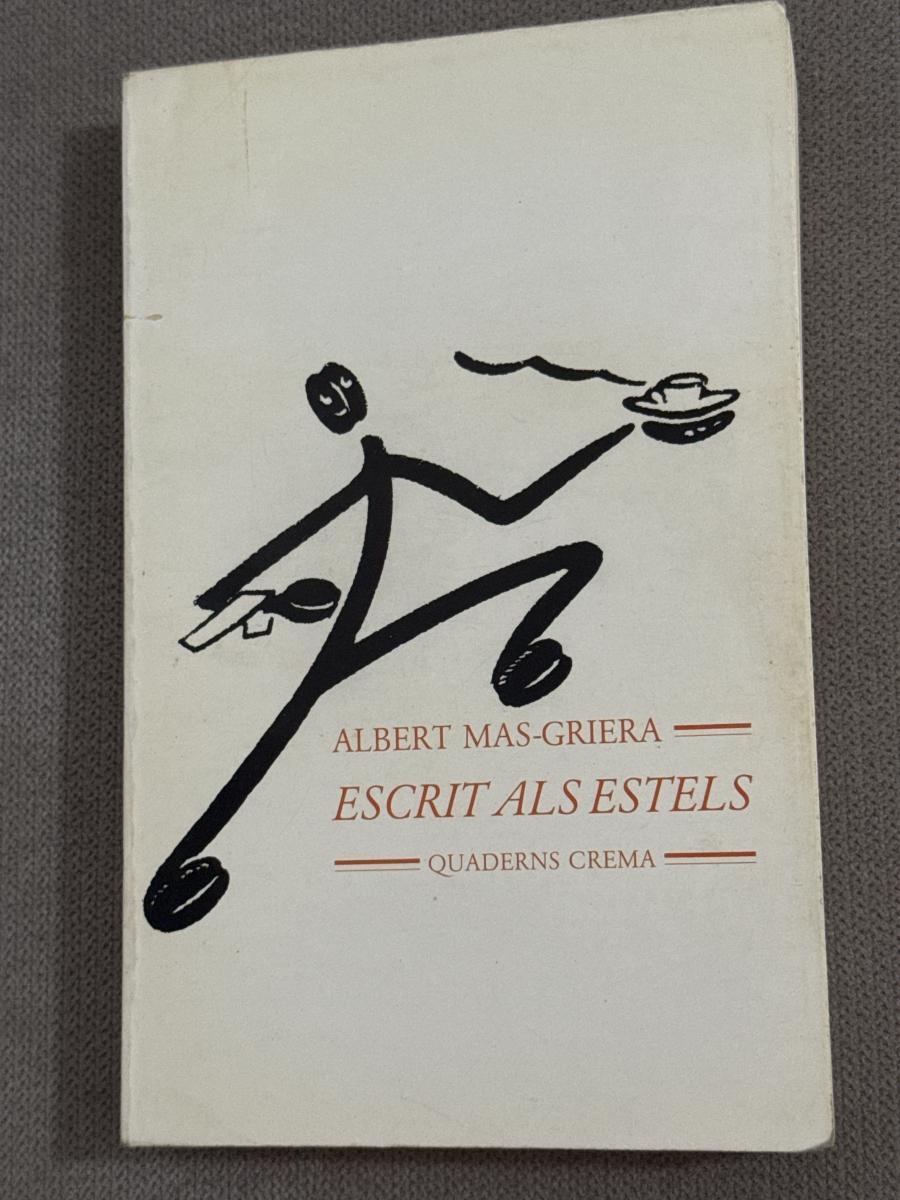 ALBERT MAS-GRIERA
ESCRIT ALS ESTELS
QUADERNS CREMA